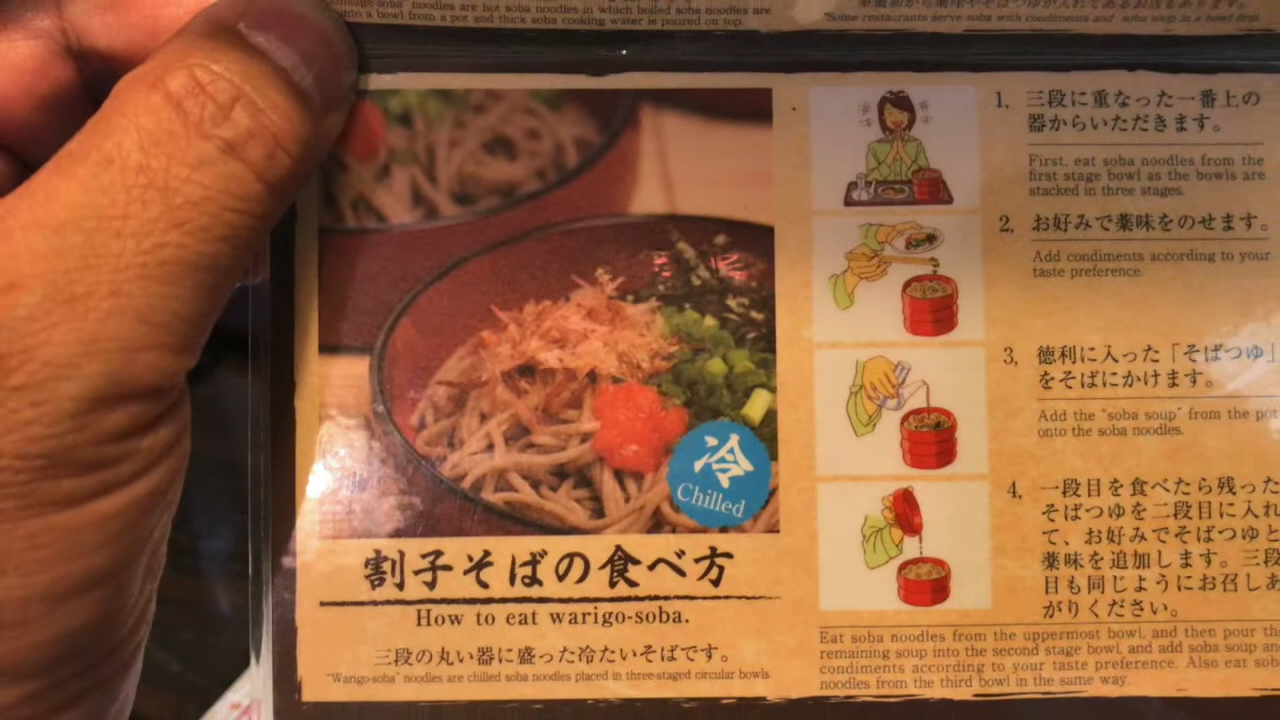 noodles are hot soba noodles in which boiled soba noodles are
into a bowl from a pot and thick soba cooking water is poured on top.
"Some restaurants serve soba with condiments and soba soup in a bowl first.
冷
Chilled
割子そばの食べ方
How to eat warigo-soba.
三段の丸い器に盛った冷たいそばです。
"Warigo-soba" noodles are chilled soba noodles placed in three-staged circular bowls.
1. 三段に重なった一番上の
器からいただきます。
First, eat soba noodles from the
first stage bowl as the bowls are
stacked in three stages.
2. お好みで薬味をのせます。
Add condiments according to your
taste preference.
3. 徳利に入った「そばつゆ」
をそばにかけます。
Add the "soba soup" from the pot
onto the soba noodles.
4. 一段目を食べたら残った
そばつゆを二段目に入れ
て、お好みでそばつゆと
薬味を追加します。三段
目も同じようにお召しあ
がりください。
Eat soba noodles from the uppermost bowl, and then pour the
remaining soup into the second stage bowl, and add soba soup and
condiments according to your taste preference. Also eat soba
noodles from the third bowl in the same way.